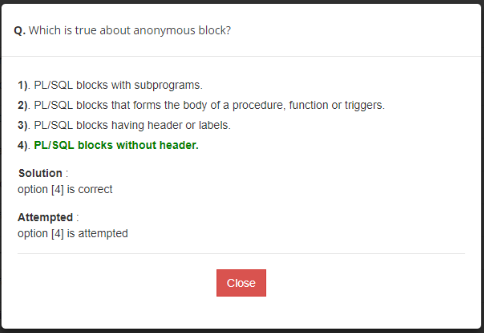 Q. Which is true about anonymous block?
1). PL/SQL blocks with subprograms.
2). PL/SQL blocks that forms the body of a procedure, function or triggers.
3). PL/SQL blocks having header or labels.
4). PL/SQL blocks without header.
Solution :
option [4] is correct
Attempted :
option [4] is attempted
Close